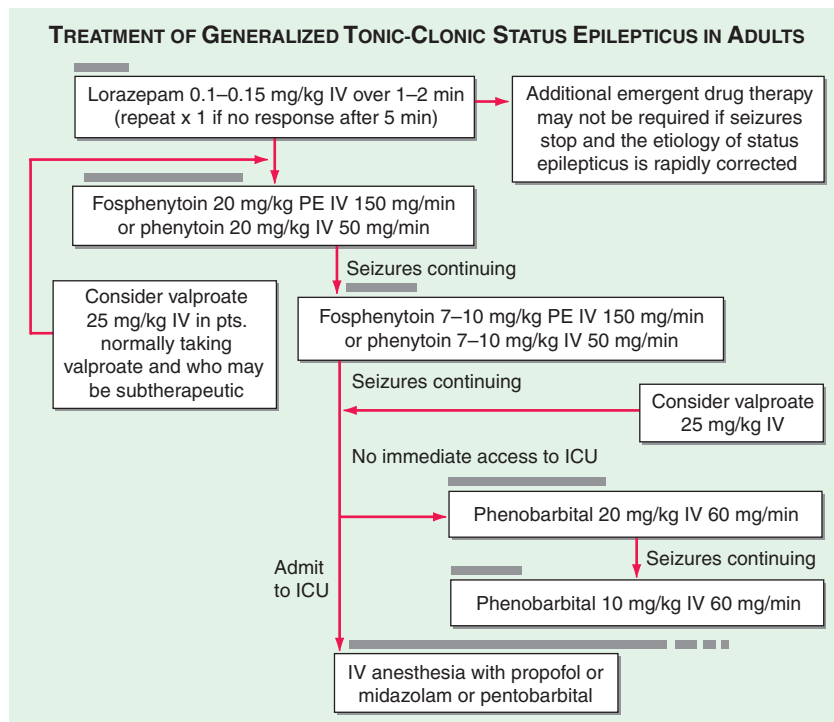 TREATMENT OF GENERALIZED TONIC-CLONIC STATUS EPILEPTICUS IN ADULTS
Lorazepam 0.1–0.15 mg/kg IV over 1–2 min
(repeat x 1 if no response after 5 min)
Additional emergent drug therapy
may not be required if seizures
stop and the etiology of status
epilepticus is rapidly corrected
Fosphenytoin 20 mg/kg PE IV 150 mg/min
or phenytoin 20 mg/kg IV 50 mg/min
Seizures continuing
Consider valproate
25 mg/kg IV in pts.
normally taking
valproate and who may
be subtherapeutic
Fosphenytoin 7–10 mg/kg PE IV 150 mg/min
or phenytoin 7–10 mg/kg IV 50 mg/min
Seizures continuing
Consider valproate
25 mg/kg IV
No immediate access to ICU
Phenobarbital 20 mg/kg IV 60 mg/min
Seizures continuing
Admit
to ICU
Phenobarbital 10 mg/kg IV 60 mg/min
IV anesthesia with propofol or
midazolam or pentobarbital